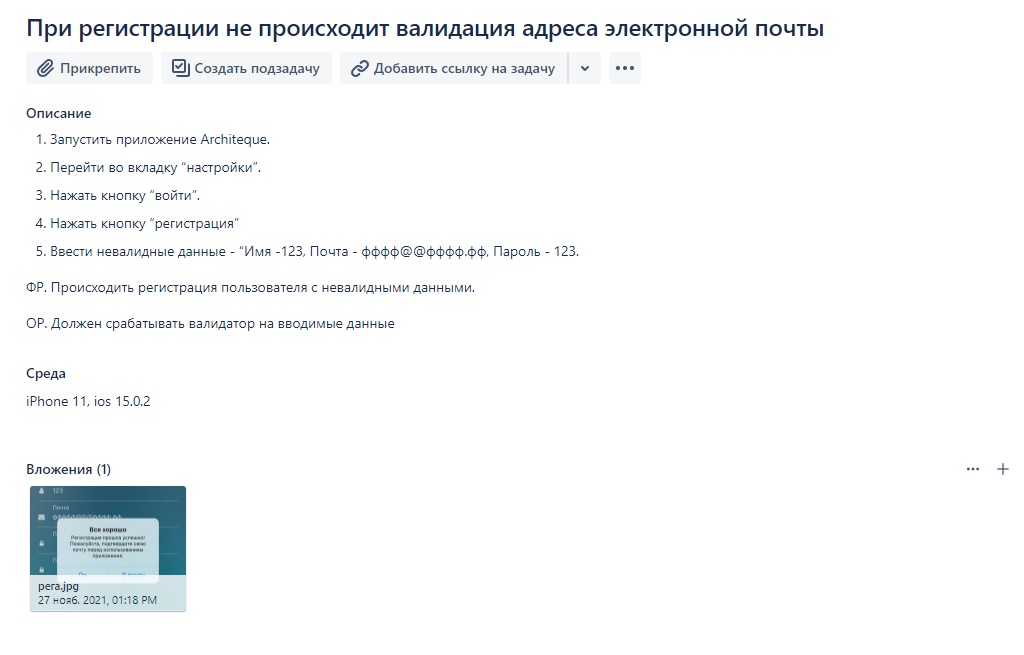 При регистрации не происходит валидация адреса электронной почты
Прикрепить
Создать подзадачу
Добавить ссылку на задачу
Описание
1. Запустить приложение Architeque.
2. Перейти во вкладку “настройки”.
3. Нажать кнопку “войти”.
4. Нажать кнопку “регистрация”
5. Ввести невалидные данные - “Имя -123, Почта - фффф@@фффф.фф, Пароль - 123.
ФР. Происходить регистрация пользователя с невалидными данными.
ОР. Должен срабатывать валидатор на вводимые данные
Среда
iPhone 11, ios 15.0.2
Вложения (1)
123
Почта
Все хорошо
Регистрация прошла успешно!
Пожалуйста, подтвердите свою
почту перед использованием
приложения.
рега.jpg
27 нояб. 2021, 01:18 PM